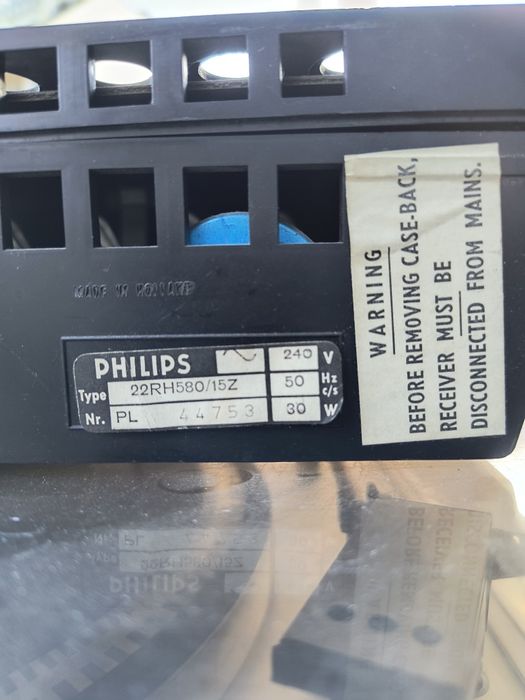 MADE IN HOLLAND
PHILIPS 240 V
Type 22RH580/15Z 50 Hz c/s
Nr. PL 44753 30 W
WARNING
BEFORE REMOVING CASE-BACK,
RECEIVER MUST BE
DISCONNECTED FROM MAINS.